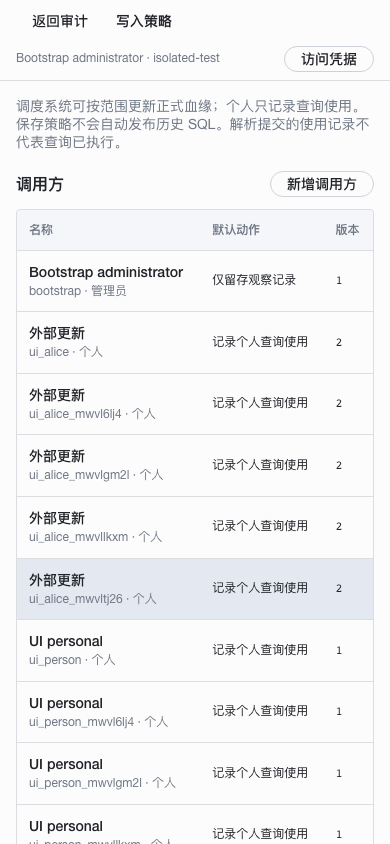 返回审计 写入策略
Bootstrap administrator · isolated-test 访问凭据
调度系统可按范围更新正式血缘；个人只记录查询使用。
保存策略不会自动发布历史 SQL。解析提交的使用记录不
代表查询已执行。
调用方 新增调用方
名称 默认动作 版本
Bootstrap administrator
bootstrap · 管理员 仅留存观察记录 1
外部更新
ui_alice · 个人 记录个人查询使用 2
外部更新
ui_alice_mwvl6lj4 · 个人 记录个人查询使用 2
外部更新
ui_alice_mwvlgm2l · 个人 记录个人查询使用 2
外部更新
ui_alice_mwvllkxm · 个人 记录个人查询使用 2
外部更新
ui_alice_mwvltj26 · 个人 记录个人查询使用 2
UI personal
ui_person · 个人 记录个人查询使用 1
UI personal
ui_person_mwvl6lj4 · 个人 记录个人查询使用 1
UI personal
ui_person_mwvlgm2l · 个人 记录个人查询使用 1
UI personal
ui_person_mwvllkxm · 个人 记录个人查询使用 1